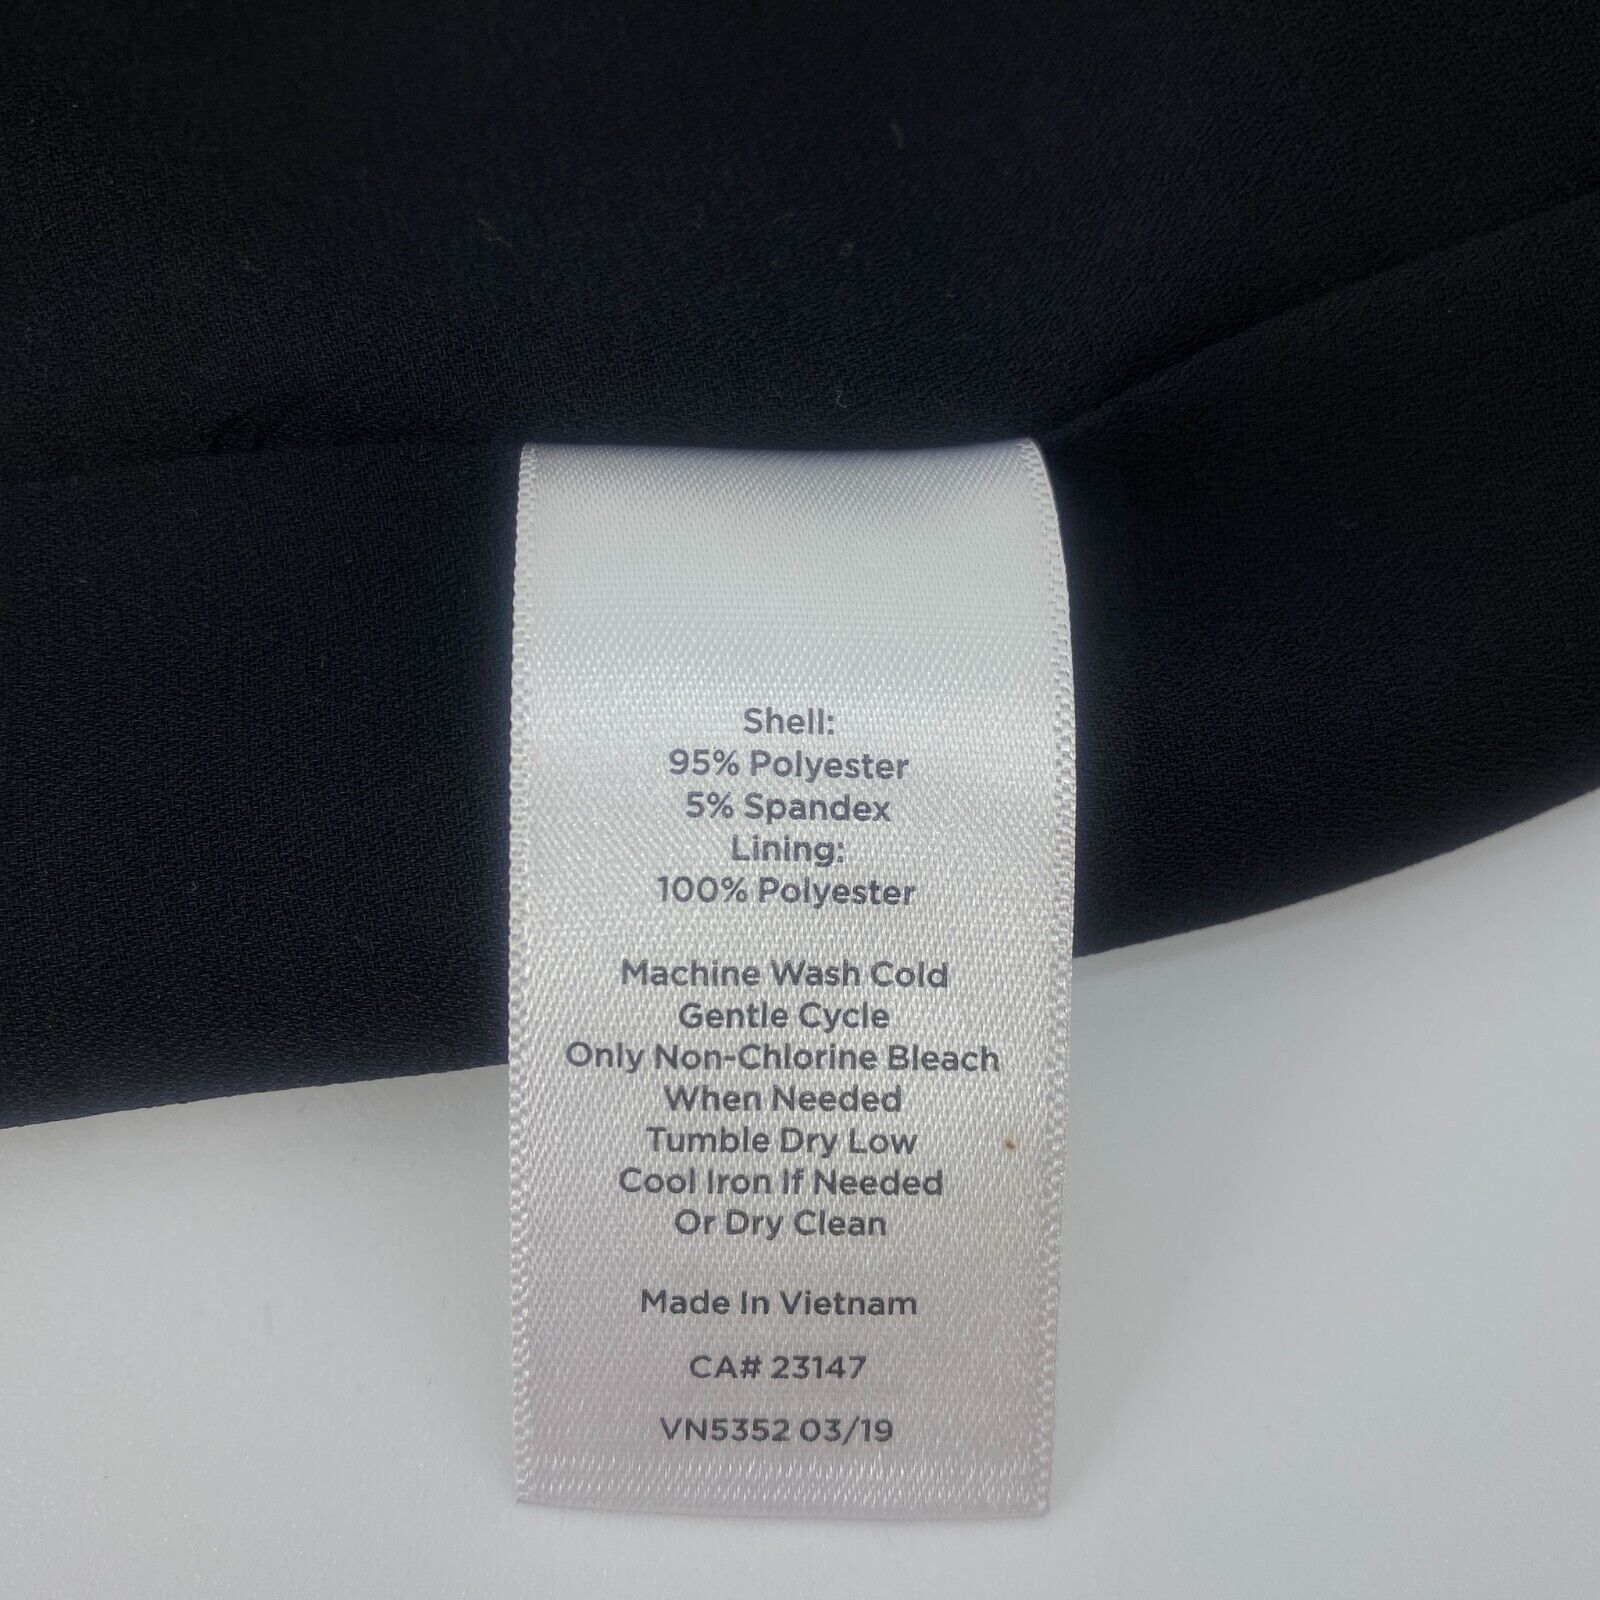 Shell:
95% Polyester
5% Spandex
Lining:
100% Polyester
Machine Wash Cold
Gentle Cycle
Only Non-Chlorine Bleach
When Needed
Tumble Dry Low
Cool Iron If Needed
Or Dry Clean
Made In Vietnam
CA# 23147
VN5352 03/19